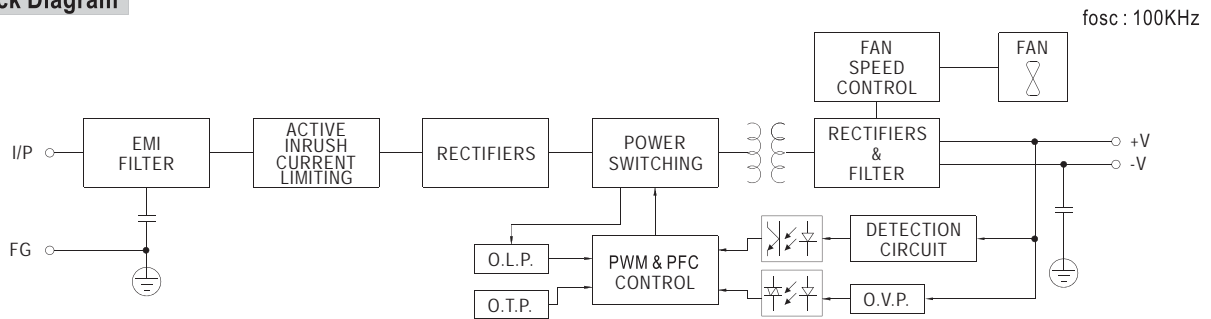 ck Diagram
fosc : 100KHz
FAN
SPEED
CONTROL
FAN
I/P
EMI
FILTER
ACTIVE
INRUSH
CURRENT
LIMITING
RECTIFIERS
POWER
SWITCHING
RECTIFIERS
&
FILTER
+V
-V
FG
O.L.P.
O.T.P.
PWM & PFC
CONTROL
DETECTION
CIRCUIT
O.V.P.